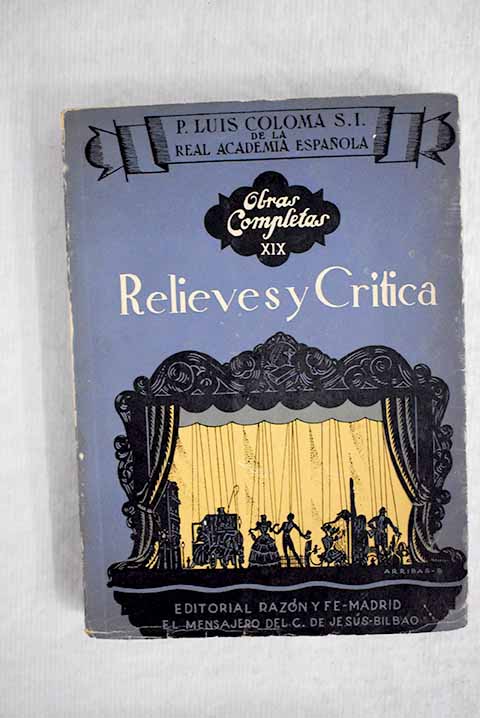 P. LUIS COLOMA S.I.
DE LA
REAL ACADEMIA ESPAÑOLA
Obras
Completas
XIX
Relieves y Crítica
ARRIBAS-B
EDITORIAL RAZÓN Y FE-MADRID
EL MENSAJERO DEL C. DE JESÚS-BILBAO